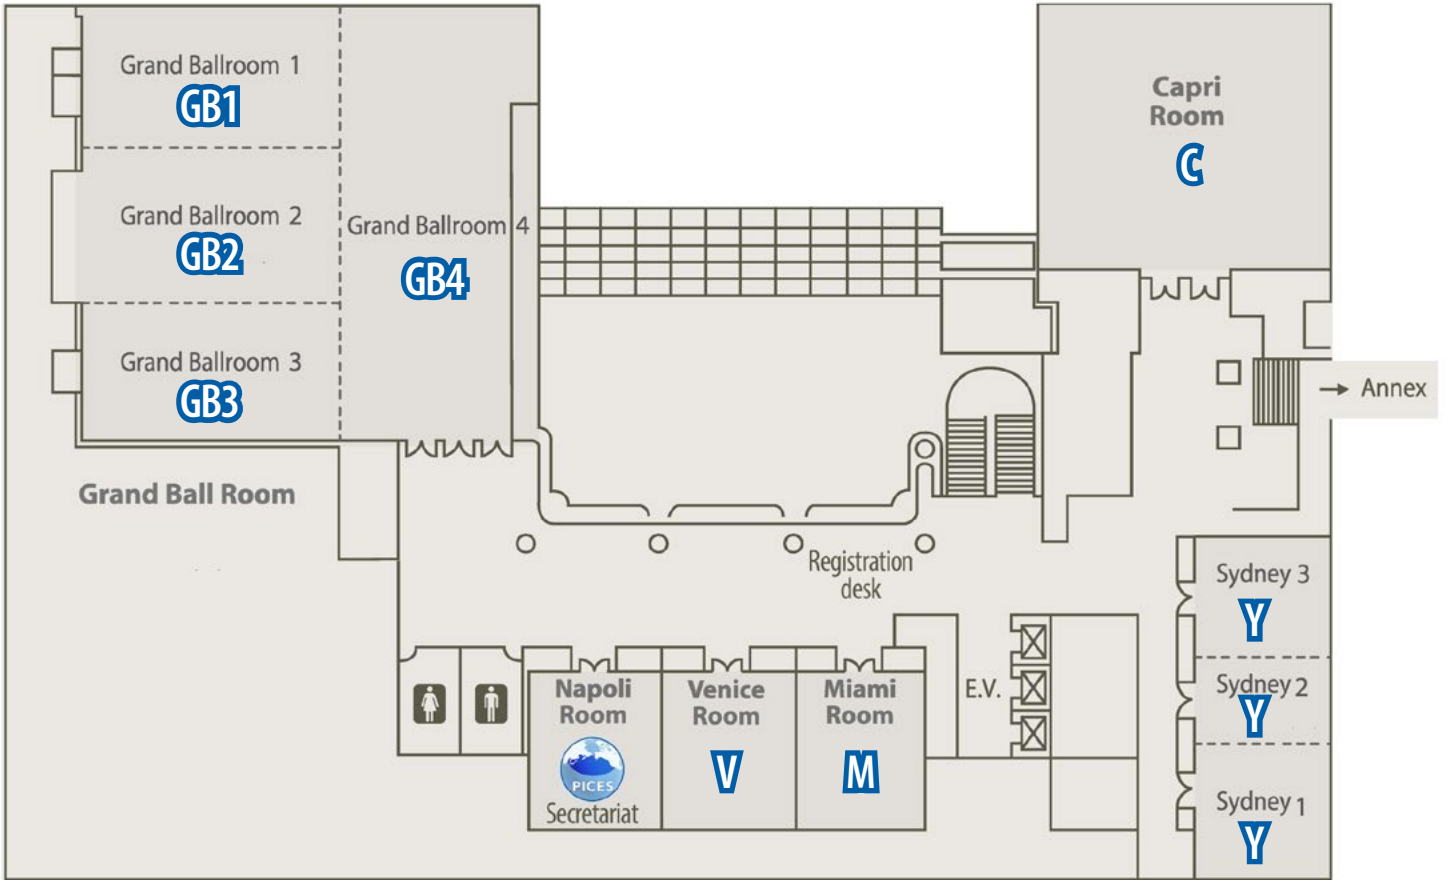 Grand Ballroom 1
GB1
Grand Ballroom 2
GB2
Grand Ballroom 3
GB3
Grand Ballroom 4
GB4
Capri
Room
C
Annex
Grand Ball Room
Registration
desk
Napoli
Room
PICES
Secretariat
Venice
Room
V
Miami
Room
M
E.V.
Sydney 3
Y
Sydney 2
Y
Sydney 1
Y